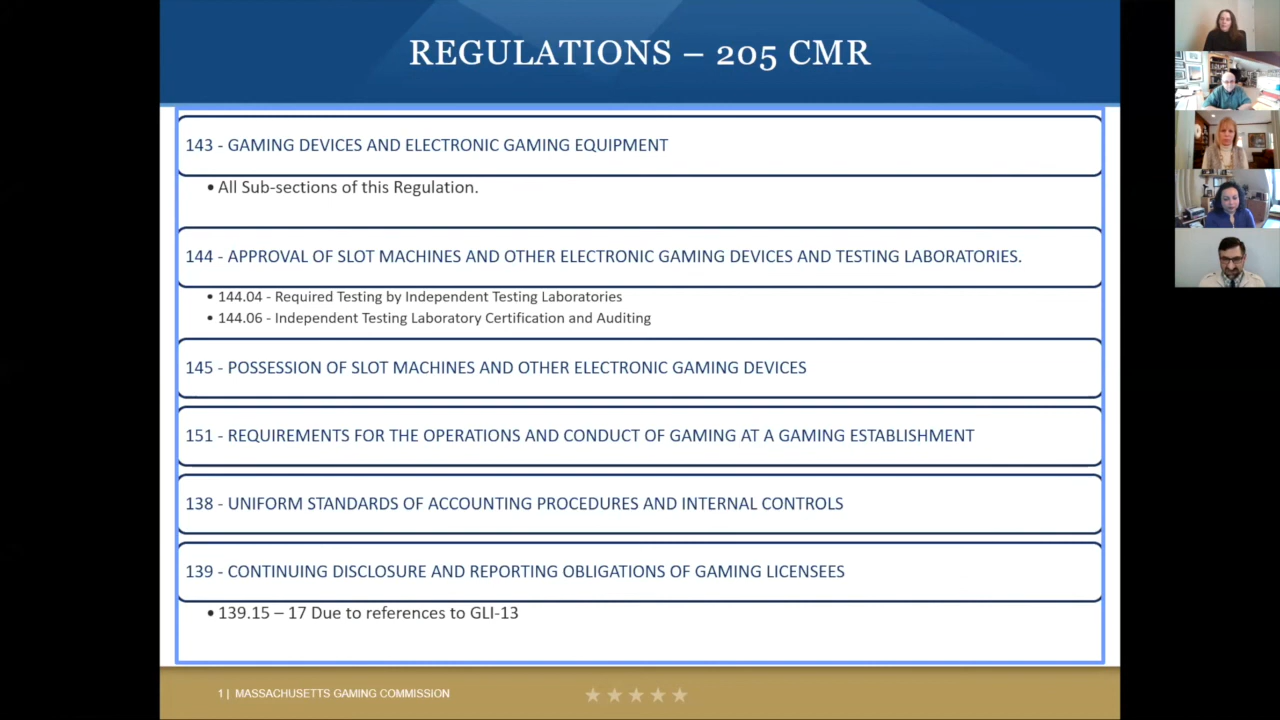 REGULATIONS – 205 CMR
143 - GAMING DEVICES AND ELECTRONIC GAMING EQUIPMENT
• All Sub-sections of this Regulation.
144 - APPROVAL OF SLOT MACHINES AND OTHER ELECTRONIC GAMING DEVICES AND TESTING LABORATORIES.
• 144.04 - Required Testing by Independent Testing Laboratories
• 144.06 - Independent Testing Laboratory Certification and Auditing
145 - POSSESSION OF SLOT MACHINES AND OTHER ELECTRONIC GAMING DEVICES
151 - REQUIREMENTS FOR THE OPERATIONS AND CONDUCT OF GAMING AT A GAMING ESTABLISHMENT
138 - UNIFORM STANDARDS OF ACCOUNTING PROCEDURES AND INTERNAL CONTROLS
139 - CONTINUING DISCLOSURE AND REPORTING OBLIGATIONS OF GAMING LICENSEES
• 139.15 – 17 Due to references to GLI-13
1 | MASSACHUSETTS GAMING COMMISSION